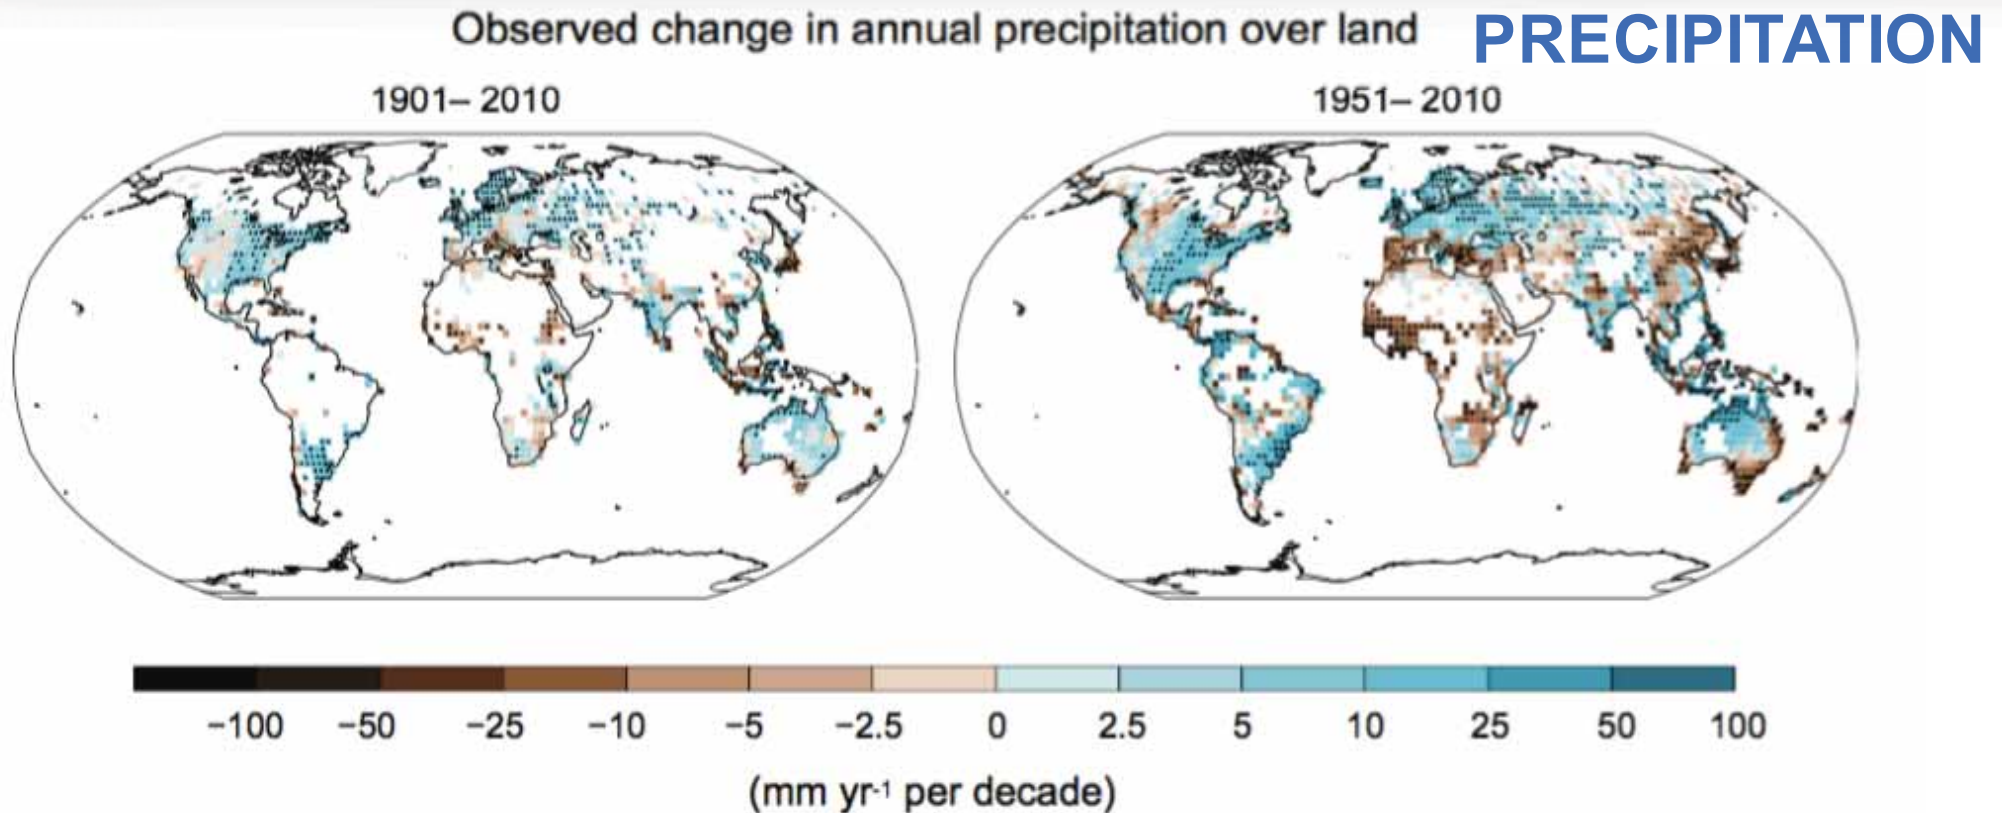 Observed change in annual precipitation over land
PRECIPITATION
1901– 2010
1951– 2010
−100 −50 −25 −10 −5 −2.5 0 2.5 5 10 25 50 100
(mm yr-1 per decade)